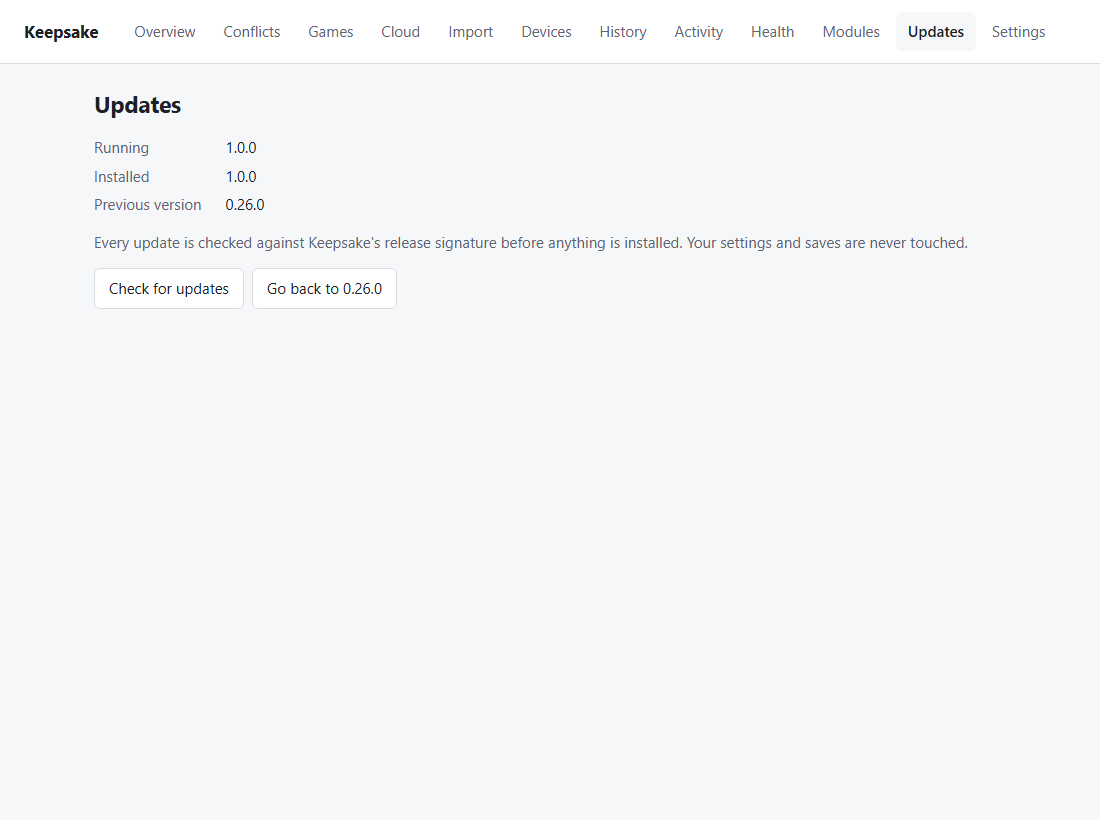 Keepsake Overview Conflicts Games Cloud Import Devices History Activity Health Modules Updates Settings
Updates
Running 1.0.0
Installed 1.0.0
Previous version 0.26.0
Every update is checked against Keepsake's release signature before anything is installed. Your settings and saves are never touched.
Check for updates Go back to 0.26.0